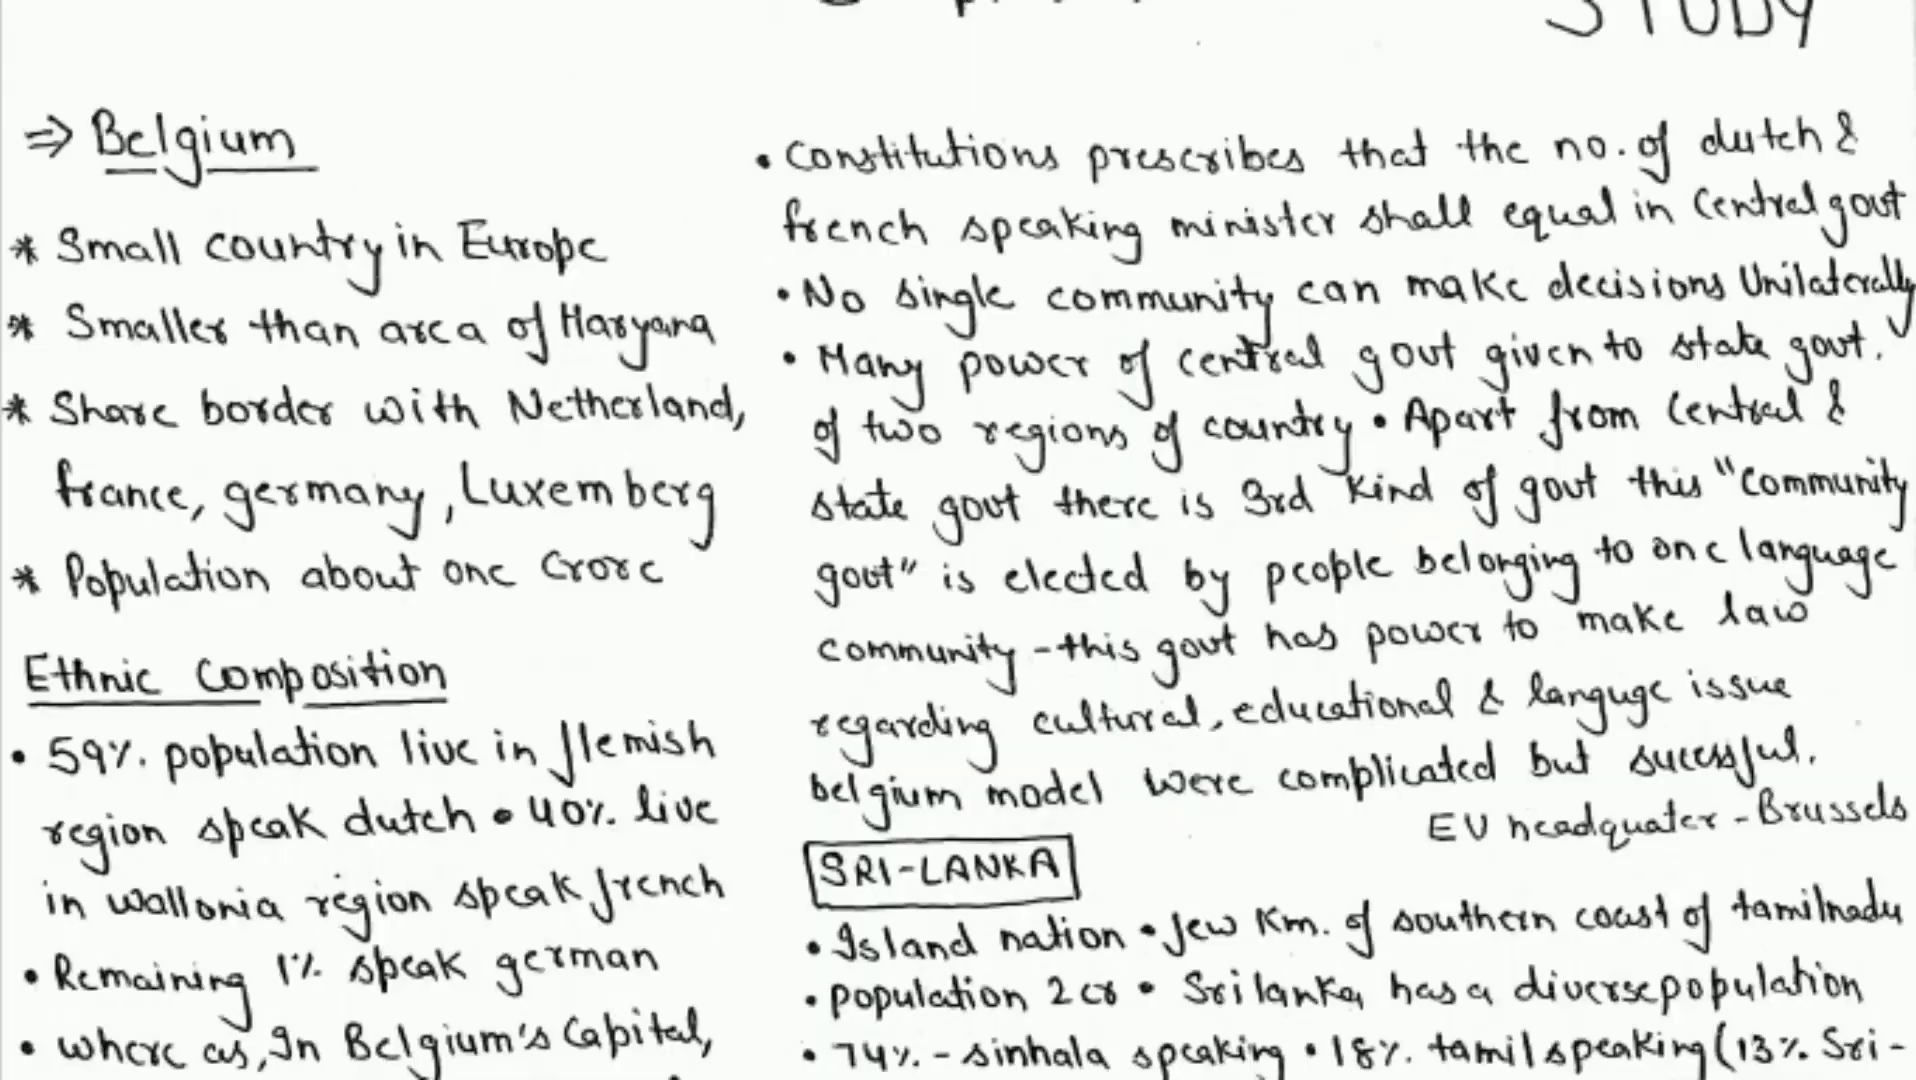 STUDY
⇒ Belgium
* Small country in Europe
* Smaller than area of Haryana
* Share border with Netherland,
france, germany, Luxemberg
* Population about one Crore
Ethnic Composition
• 59%. population live in flemish
region speak dutch • 40%. live
in wallonia region speak french
• Remaining 1% speak german
• where as, In Belgium's Capital,
• Constitutions prescribes that the no. of dutch &
french speaking minister shall equal in Central govt
• No single community can make decisions Unilaterally
• Many power of central govt given to state govt.
of two regions of country • Apart from Central &
state govt there is 3rd kind of govt this "Community
govt" is elected by people belonging to one language
community - this govt has power to make law
regarding cultural, educational & languge issue
belgium model were complicated but sucessful.
EU headquater - Brussels
SRI-LANKA
• Island nation • few Km. of southern coast of tamilnadu
• population 2 cr • Srilanka has a diverse population
• 74%. - sinhala speaking • 18%. tamil speaking (13%. Sri-